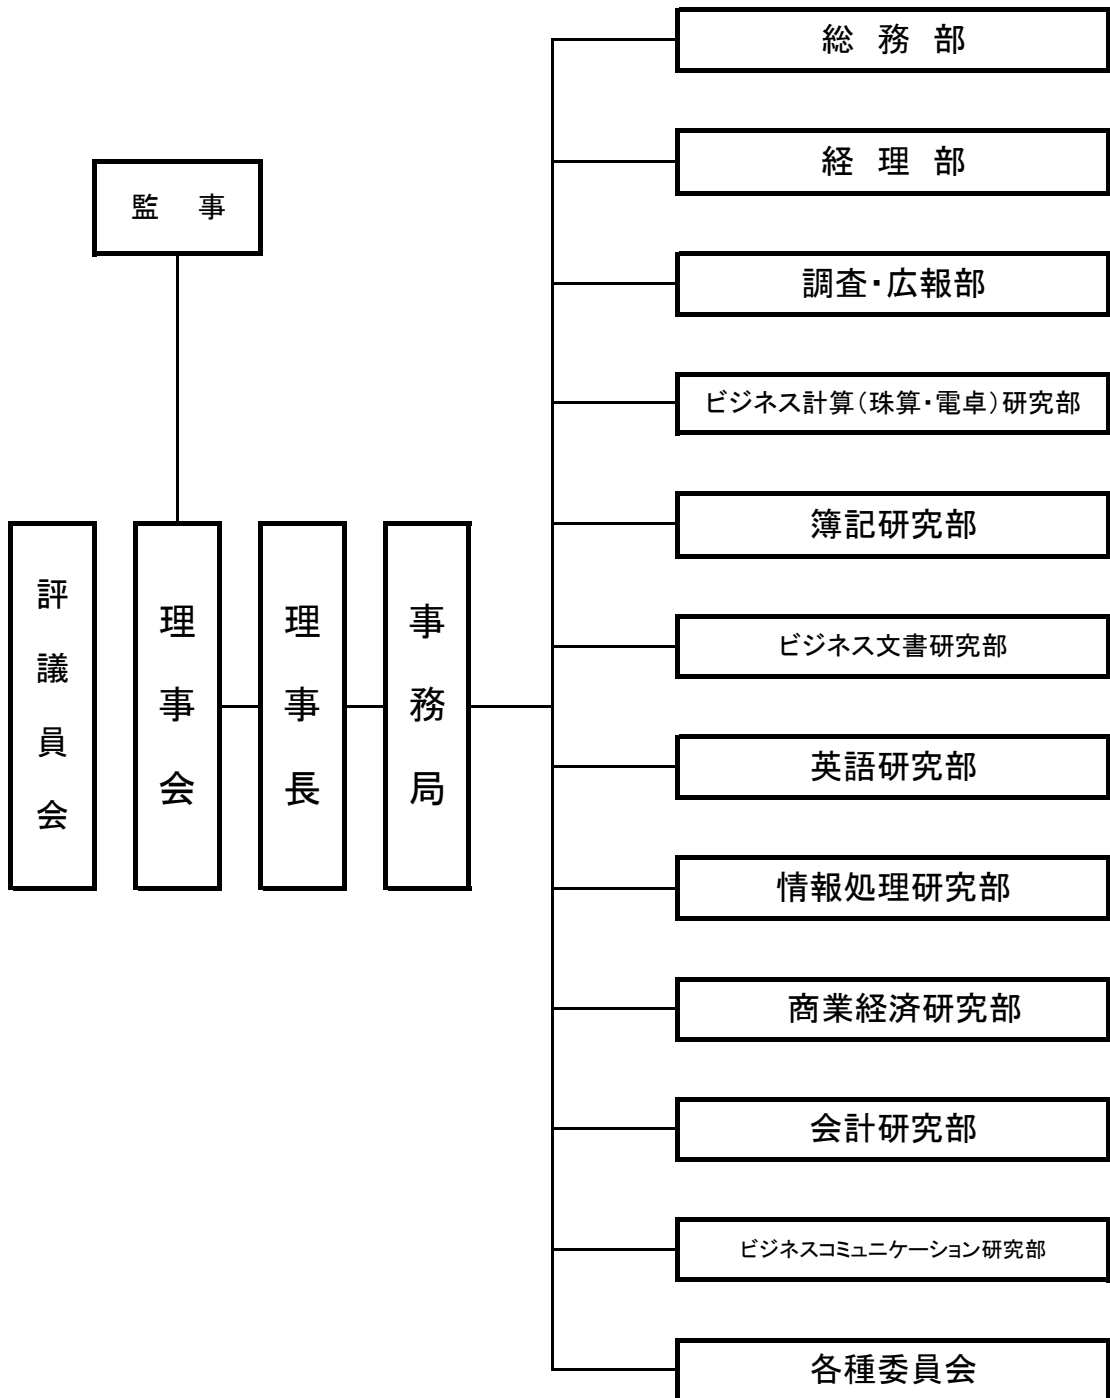 総 務 部
経 理 部
監 事
調査・広報部
ビジネス計算(珠算・電卓)研究部
簿記研究部
評議員会
理事会
理事長
事務局
ビジネス文書研究部
英語研究部
情報処理研究部
商業経済研究部
会計研究部
ビジネスコミュニケーション研究部
各種委員会